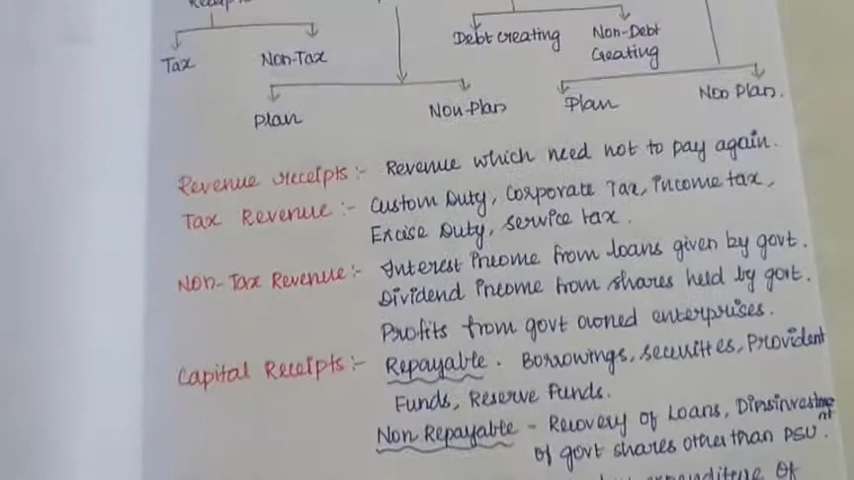 Receipts
Tax
Non-Tax
Debt creating
Non-Debt
Creating
Plan
Non-Plan
Plan
Non Plan.
Revenue receipts :- Revenue which need not to pay again.
Tax Revenue :- Custom Duty, Corporate Tax, Income tax,
Excise Duty, service tax.
Non-Tax Revenue :- Interest Income from loans given by govt.
Dividend Income from shares held by govt.
Profits from govt owned enterprises.
Capital Receipts :- Repayable. Borrowings, securities, Provident
Funds, Reserve Funds.
Non Repayable - Recovery of Loans, Dinsinvestment
of govt shares other than PSU.
expenditure of